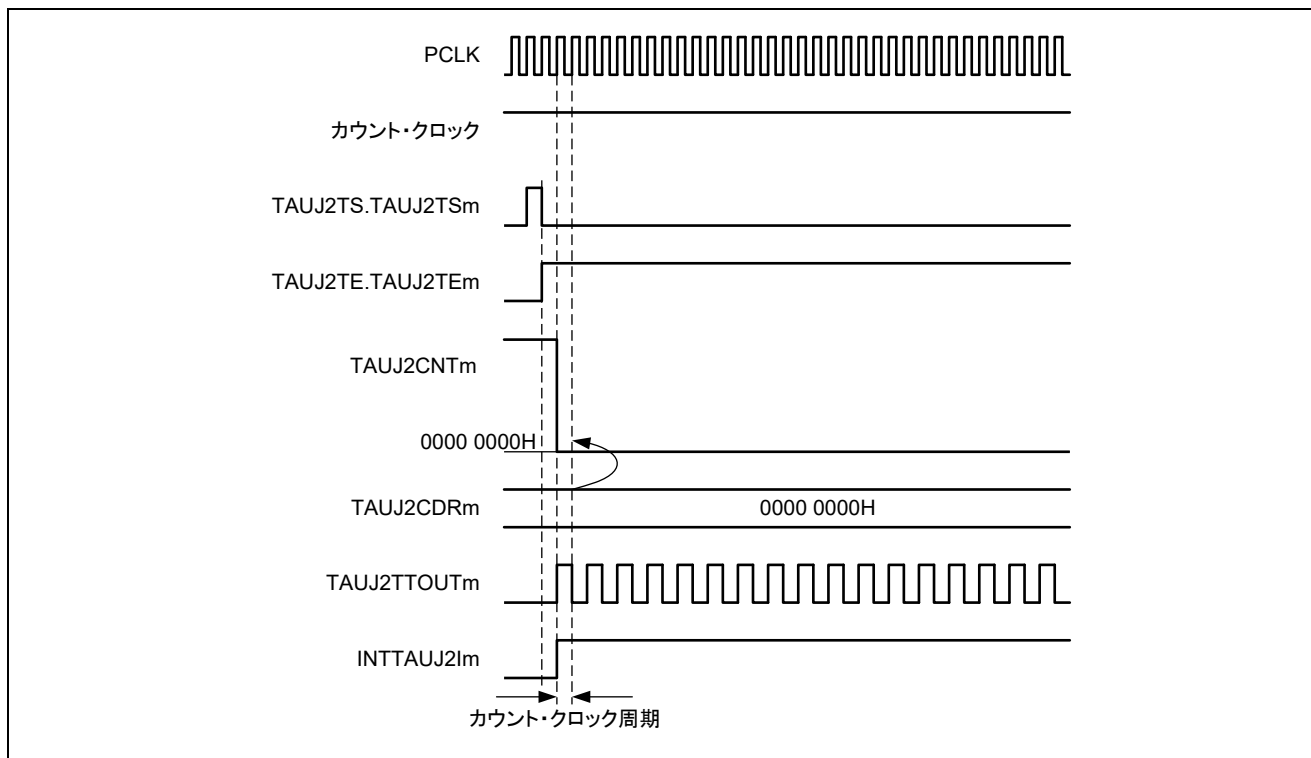 PCLK
カウント・クロック
TAUJ2TS.TAUJ2TSm
TAUJ2TE.TAUJ2TEm
TAUJ2CNTm
0000 0000H
TAUJ2CDRm
0000 0000H
TAUJ2TTOUTm
INTTAUJ2Im
カウント・クロック周期